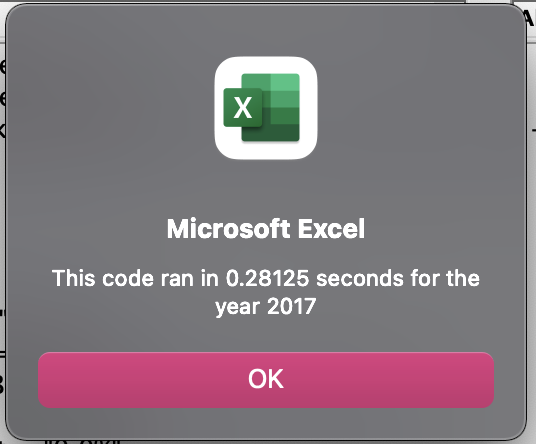 X
Microsoft Excel
This code ran in 0.28125 seconds for the
year 2017
OK